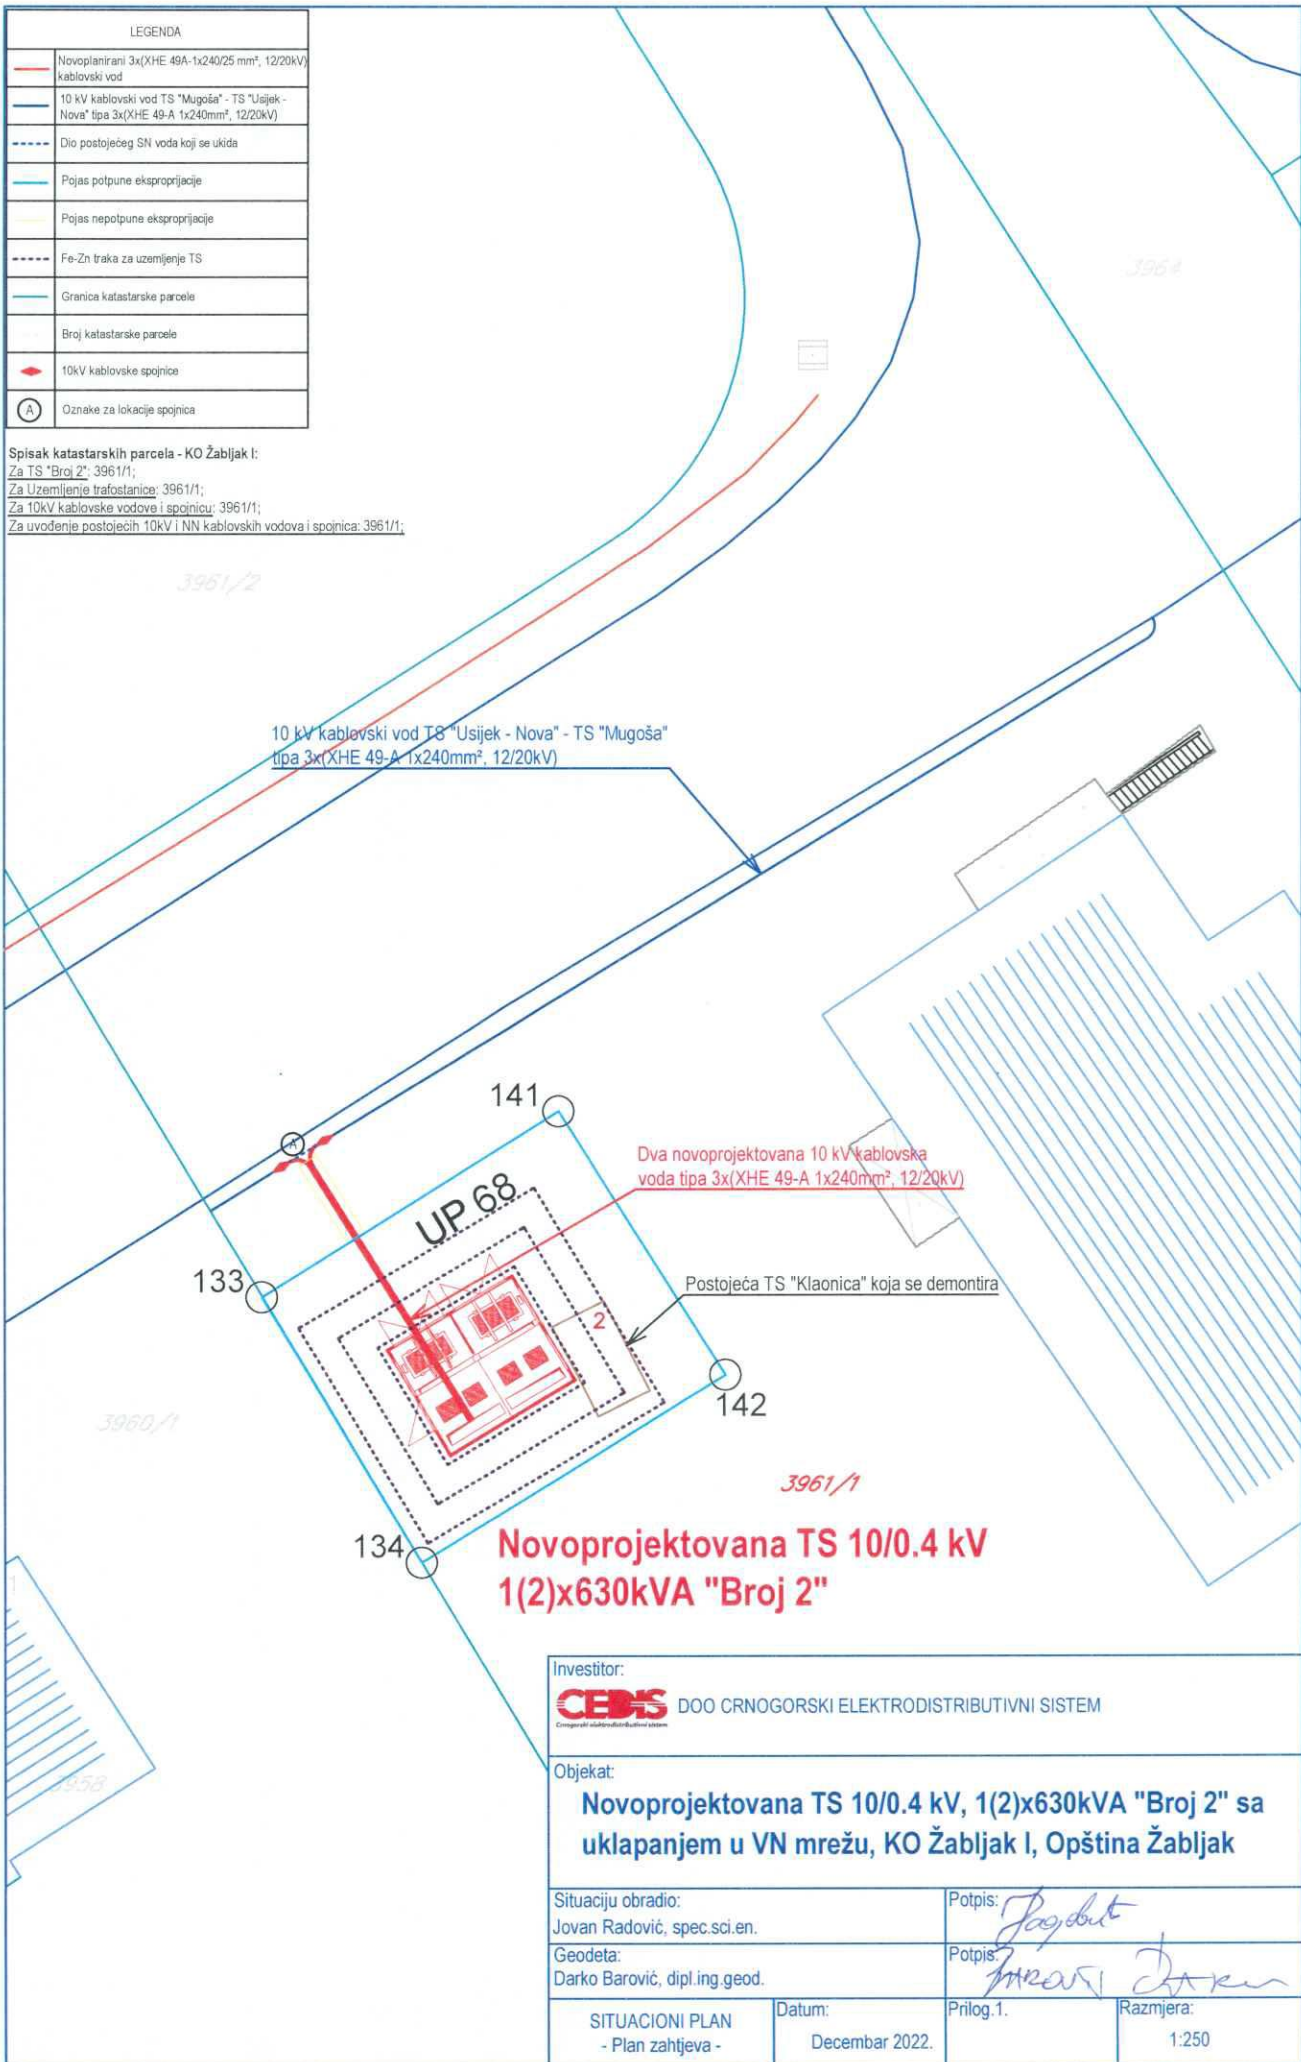 LEGENDA
Novoplanirani 3x(XHE 49A-1x240/25 mm², 12/20kV)
kablovski vod
10 kV kablovski vod TS "Mugoša" - TS "Usijek -
Nova" tipa 3x(XHE 49-A 1x240mm², 12/20kV)
Dio postojećeg SN voda koji se ukida
Pojas potpune eksproprijacije
Pojas nepotpune eksproprijacije
Fe-Zn traka za uzemljenje TS
Granica katastarske parcele
Broj katastarske parcele
10kV kablovske spojnice
A Oznake za lokacije spojnica
Spisak katastarskih parcela - KO Žabljak I:
Za TS "Broj 2": 3961/1;
Za Uzemljenje trafostanice: 3961/1;
Za 10kV kablovske vodove i spojnicu: 3961/1;
Za uvođenje postojećih 10kV i NN kablovskih vodova i spojnica: 3961/1;
3964
3961/2
10 kV kablovski vod TS "Usijek - Nova" - TS "Mugoša"
tipa 3x(XHE 49-A 1x240mm², 12/20kV)
141
A
Dva novoprojektovana 10 kV kablovska
voda tipa 3x(XHE 49-A 1x240mm², 12/20kV)
UP 68
133
Postojeća TS "Klaonica" koja se demontira
2
142
3960/1
3961/1
134
Novoprojektovana TS 10/0.4 kV
1(2)x630kVA "Broj 2"
1
3958
Investitor:
CEDIS DOO CRNOGORSKI ELEKTRODISTRIBUTIVNI SISTEM
Crnogorski elektrodistributivni sistem
Objekat:
Novoprojektovana TS 10/0.4 kV, 1(2)x630kVA "Broj 2" sa
uklapanjem u VN mrežu, KO Žabljak I, Opština Žabljak
Situaciju obradio:
Jovan Radović, spec.sci.en.
Potpis:
Geodeta:
Darko Barović, dipl.ing.geod.
Potpis:
SITUACIONI PLAN
- Plan zahtjeva -
Datum:
Decembar 2022.
Prilog.1.
Razmjera:
1:250